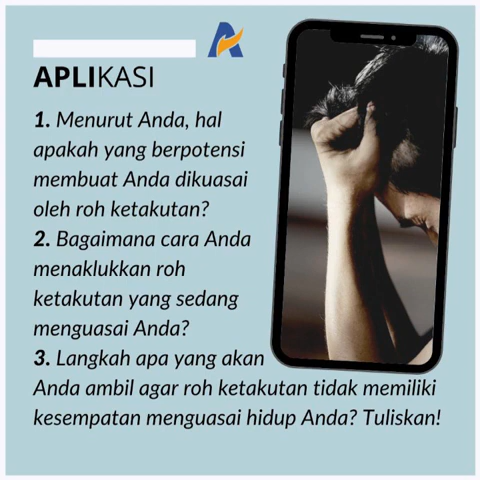 APLIKASI
1. Menurut Anda, hal
apakah yang berpotensi
membuat Anda dikuasai
oleh roh ketakutan?
2. Bagaimana cara Anda
menaklukkan roh
ketakutan yang sedang
menguasai Anda?
3. Langkah apa yang akan
Anda ambil agar roh ketakutan tidak memiliki
kesempatan menguasai hidup Anda? Tuliskan!